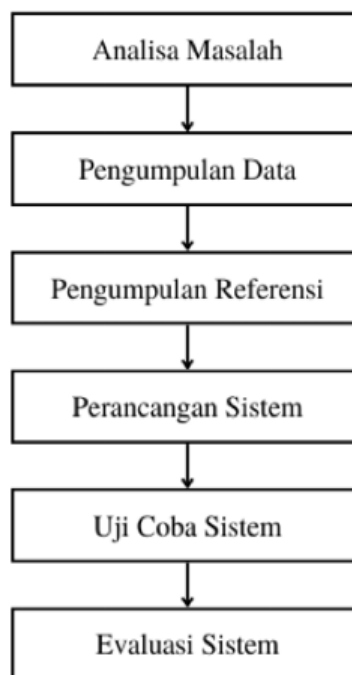 Analisa Masalah
Pengumpulan Data
Pengumpulan Referensi
Perancangan Sistem
Uji Coba Sistem
Evaluasi Sistem